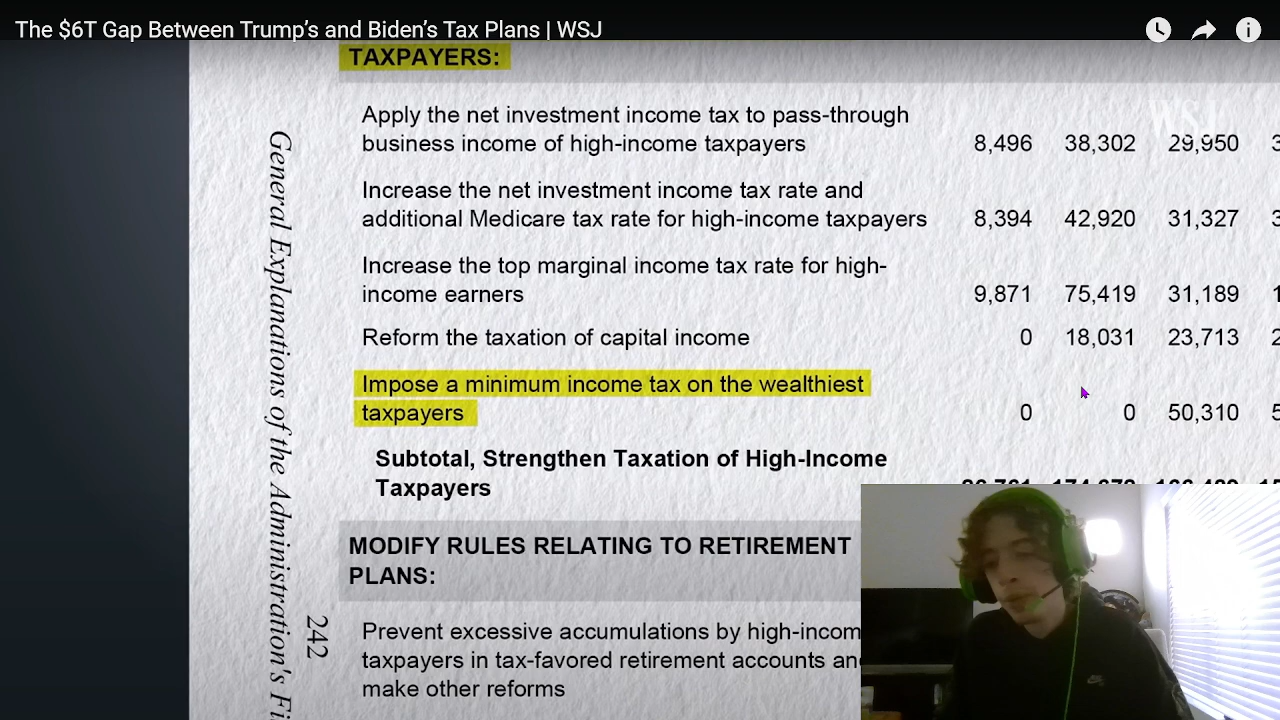 The $6T Gap Between Trump's and Biden's Tax Plans | WSJ
TAXPAYERS:
WSJ
Apply the net investment income tax to pass-through
business income of high-income taxpayers 8,496 38,302 29,950 3
Increase the net investment income tax rate and
additional Medicare tax rate for high-income taxpayers 8,394 42,920 31,327 3
Increase the top marginal income tax rate for high-
income earners 9,871 75,419 31,189 1
Reform the taxation of capital income 0 18,031 23,713 2
Impose a minimum income tax on the wealthiest
taxpayers 0 0 50,310 5
Subtotal, Strengthen Taxation of High-Income
Taxpayers
MODIFY RULES RELATING TO RETIREMENT
PLANS:
Prevent excessive accumulations by high-incom
taxpayers in tax-favored retirement accounts an
make other reforms
General Explanations of the Administration's Fi
242